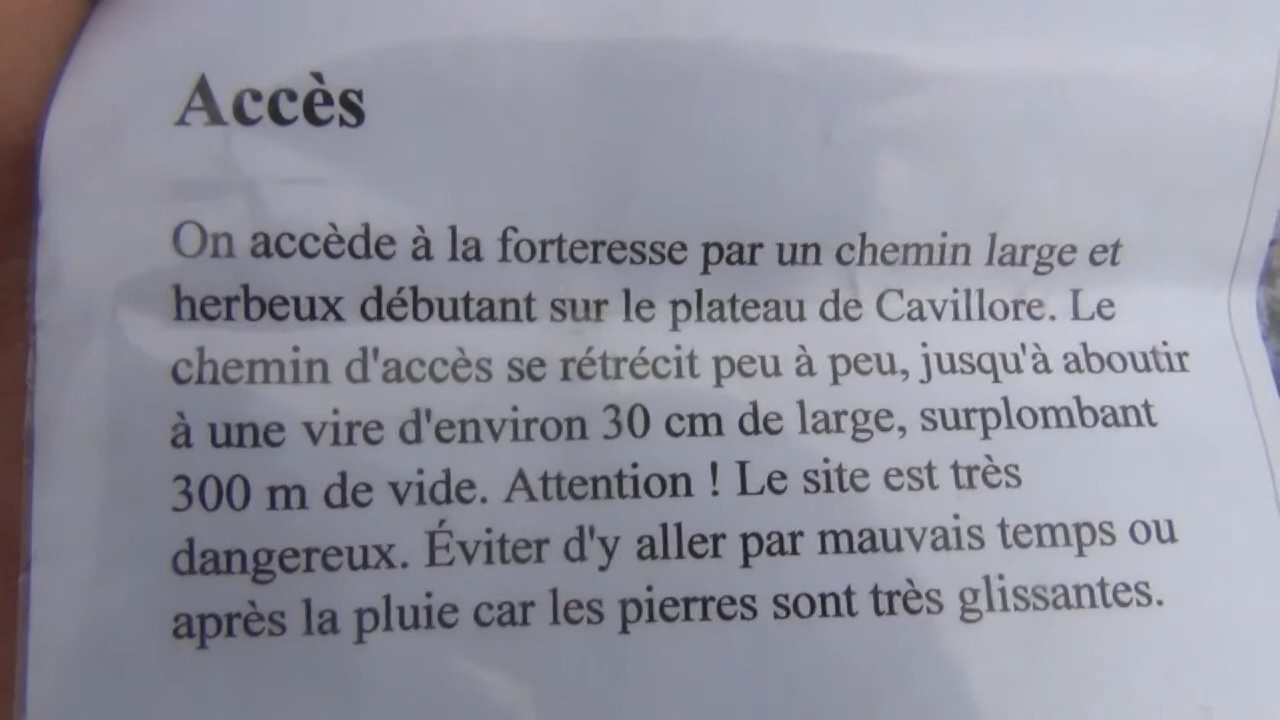 Accès
On accède à la forteresse par un chemin large et
herbeux débutant sur le plateau de Cavillore. Le
chemin d'accès se rétrécit peu à peu, jusqu'à aboutir
à une vire d'environ 30 cm de large, surplombant
300 m de vide. Attention ! Le site est très
dangereux. Éviter d'y aller par mauvais temps ou
après la pluie car les pierres sont très glissantes.